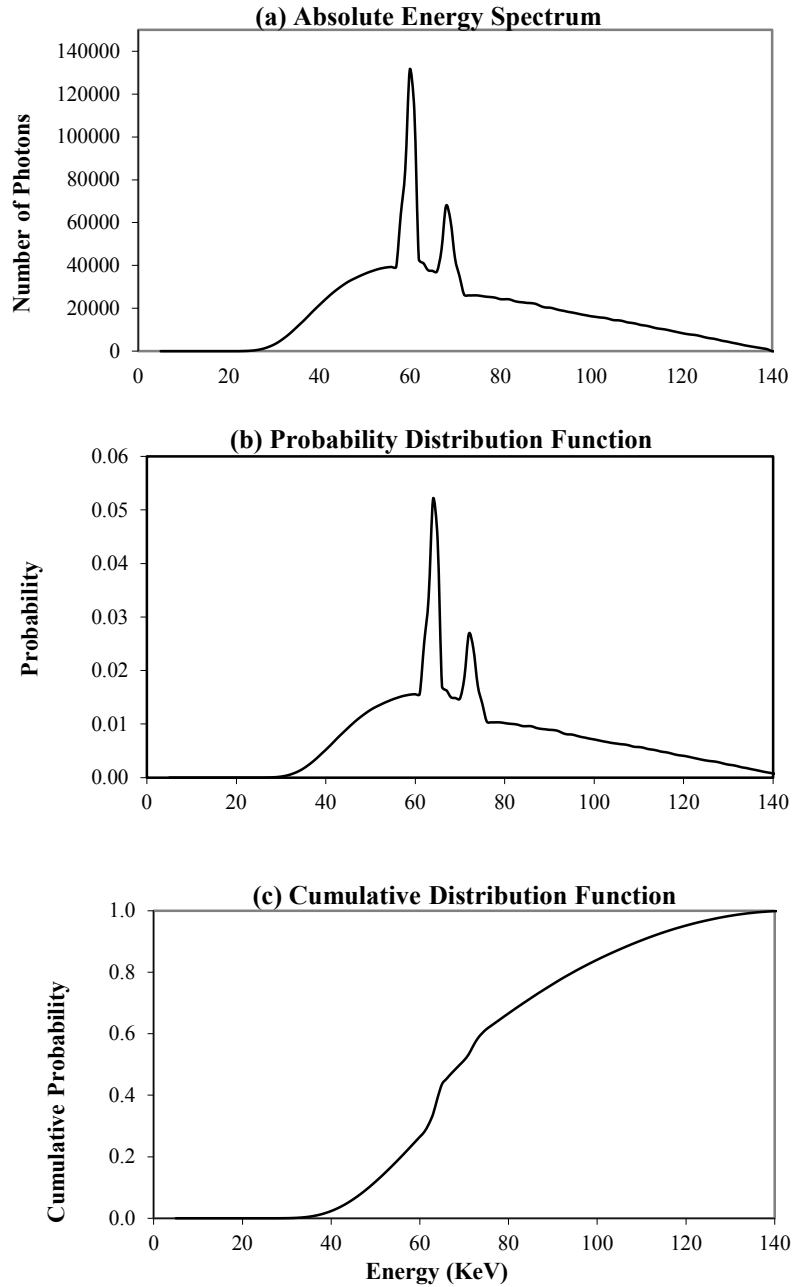 (a) Absolute Energy Spectrum
Number of Photons
140000
120000
100000
80000
60000
40000
20000
0
0 20 40 60 80 100 120 140
(b) Probability Distribution Function
Probability
0.06
0.05
0.04
0.03
0.02
0.01
0.00
0 20 40 60 80 100 120 140
(c) Cumulative Distribution Function
Cumulative Probability
1.0
0.8
0.6
0.4
0.2
0.0
0 20 40 60 80 100 120 140
Energy (KeV)